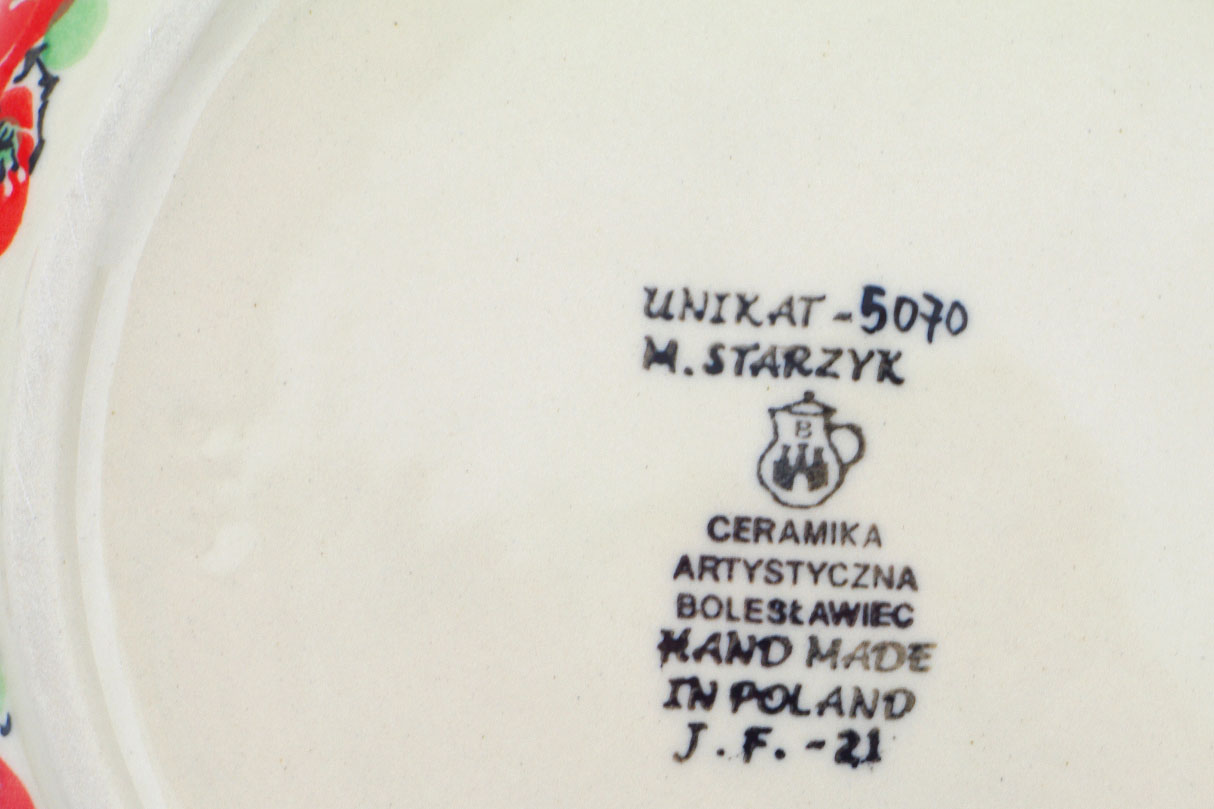 UNIKAT-5070
M. STARZYK
B
CERAMIKA
ARTYSTYCZNA
BOLESŁAWIEC
HAND MADE
IN POLAND
J.F.-21